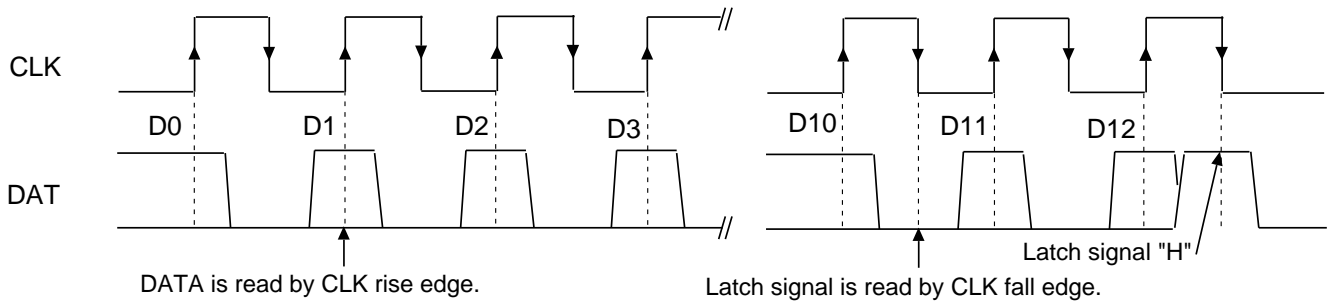 CLK
D0 D1 D2 D3 D10 D11 D12
DAT
Latch signal "H"
DATA is read by CLK rise edge. Latch signal is read by CLK fall edge.